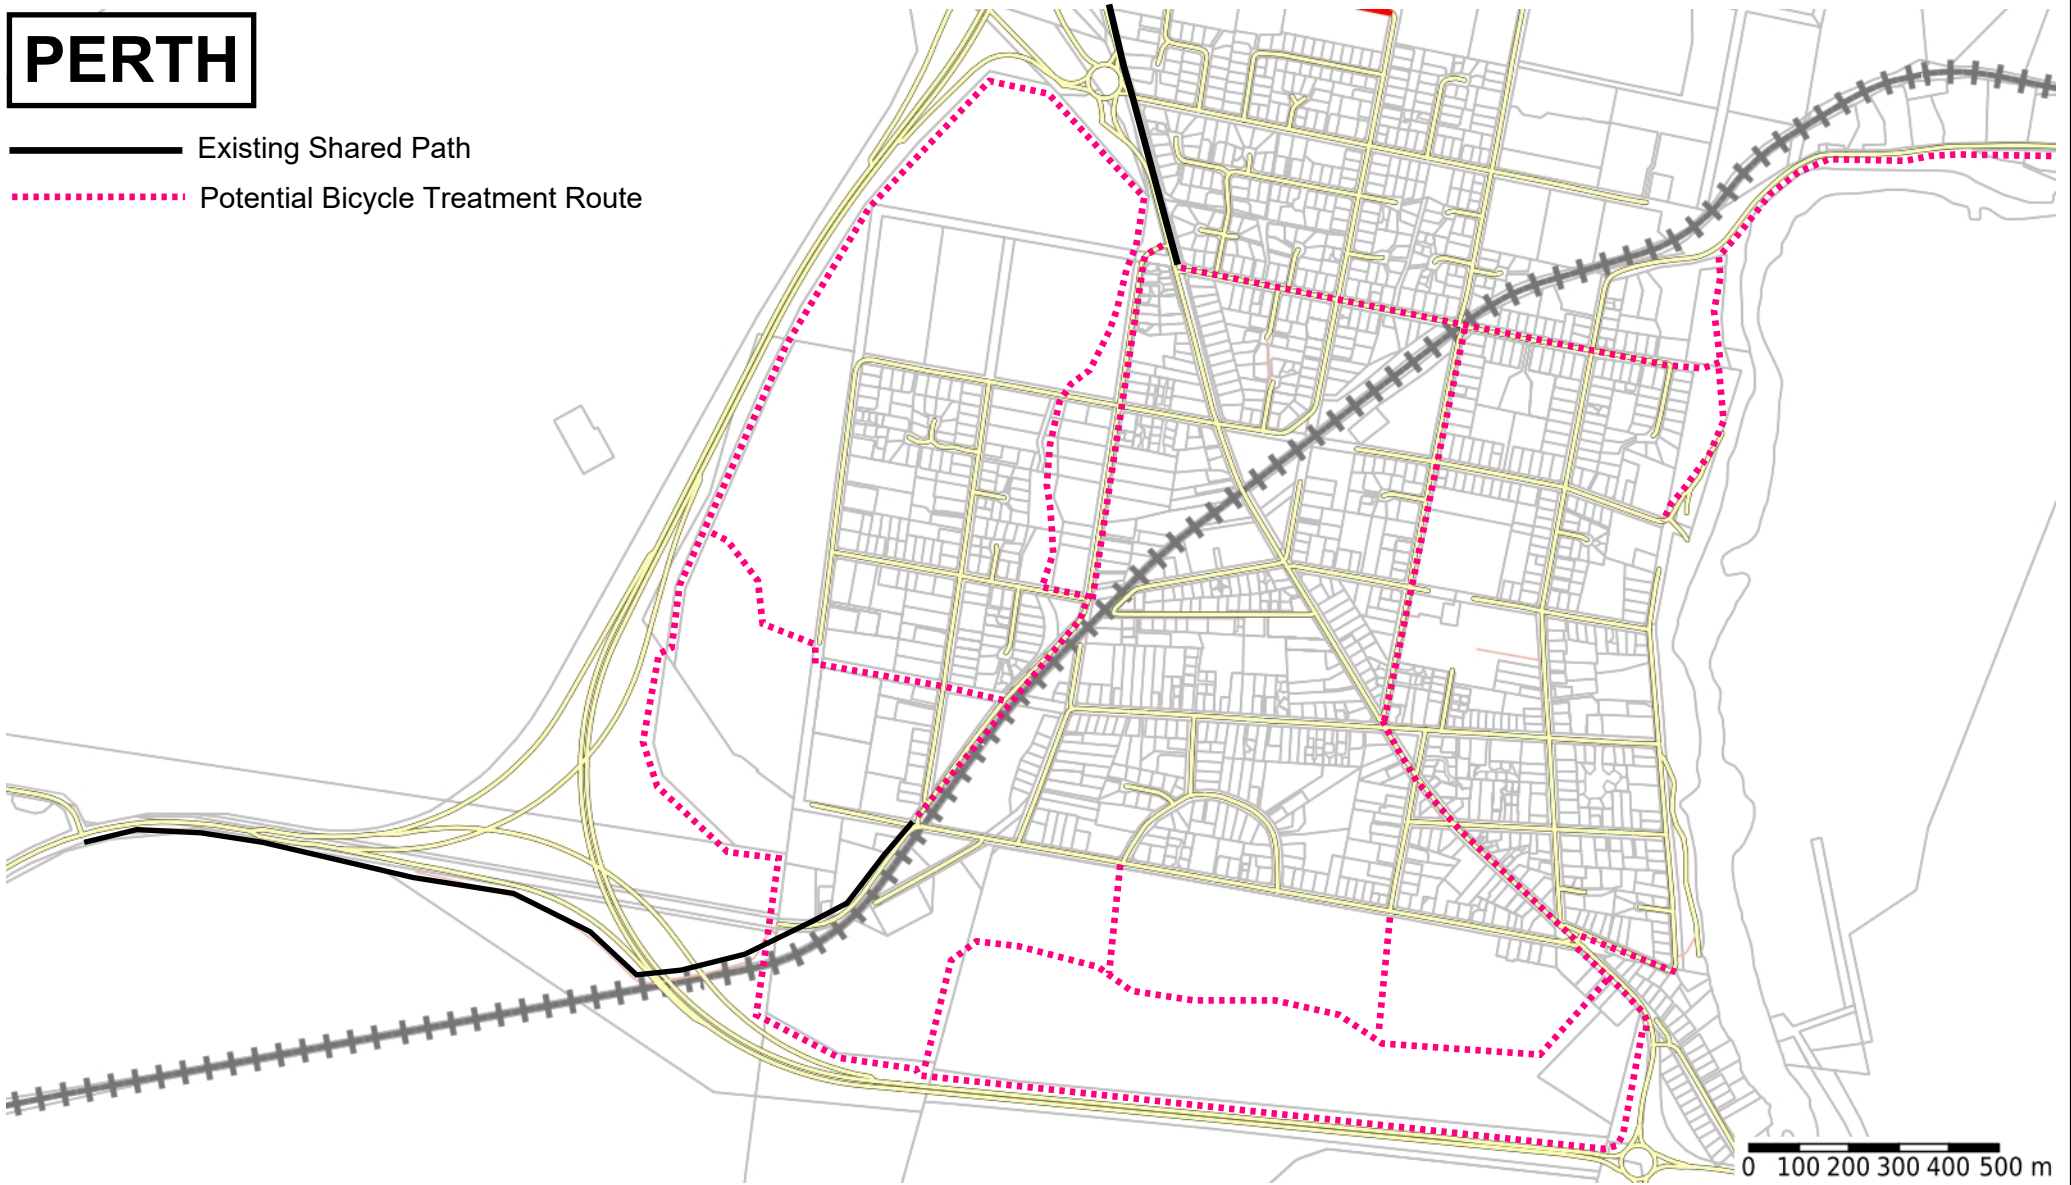 PERTH
Existing Shared Path
Potential Bicycle Treatment Route
0 100 200 300 400 500 m